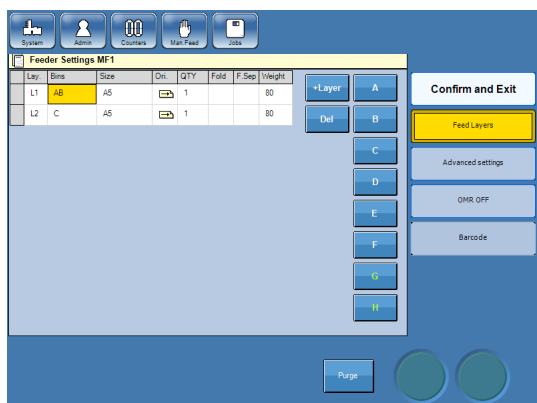 System Admin Counters Man.Feed Jobs
Feeder Settings MF1
Lay. Bins Size Ori. QTY Fold F.Sep Weight
L1 AB A5 1 80
L2 C A5 1 80
+Layer A
Del B
C
D
E
F
G
H
Confirm and Exit
Feed Layers
Advanced settings
OMR OFF
Barcode
Purge